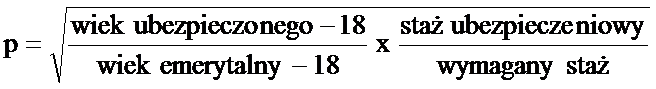 p = √ wiek ubezpieczonego – 18 / wiek emerytalny – 18 x staż ubezpieczeniowy / wymagany staż